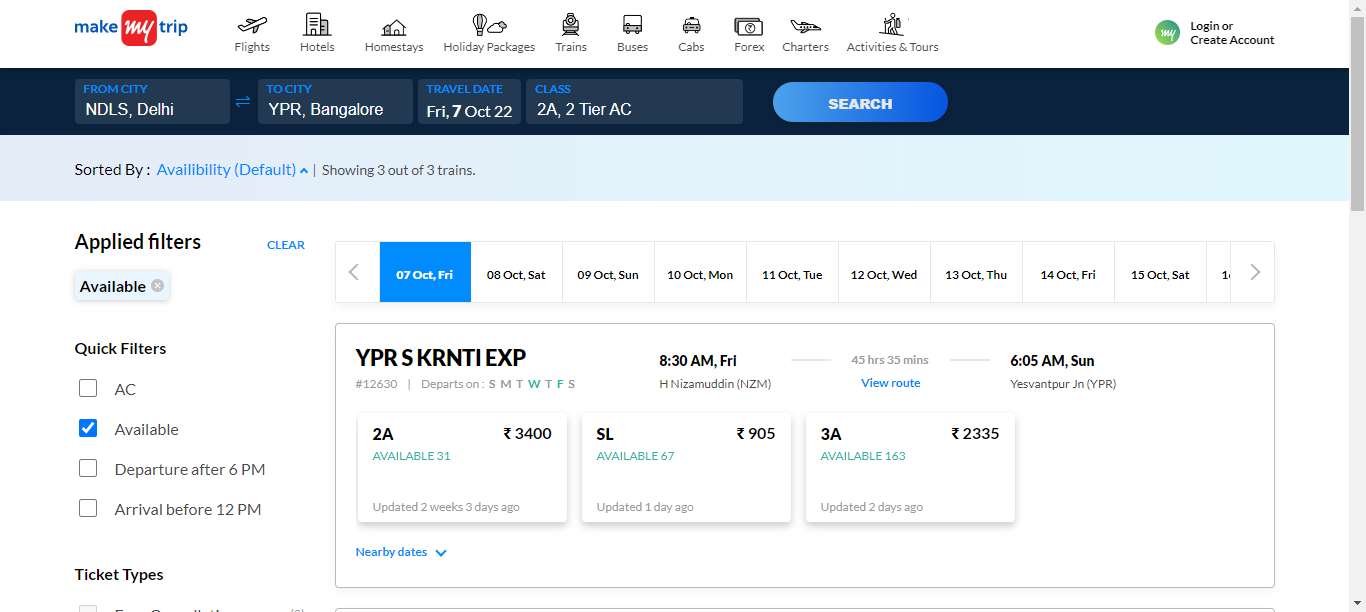 make my trip
Flights Hotels Homestays Holiday Packages Trains Buses Cabs Forex Charters Activities & Tours
my Login or
Create Account
FROM CITY TO CITY TRAVEL DATE CLASS
NDLS, Delhi YPR, Bangalore Fri, 7 Oct 22 2A, 2 Tier AC SEARCH
Sorted By : Availibility (Default) | Showing 3 out of 3 trains.
Applied filters CLEAR
Available
Quick Filters
AC
Available
Departure after 6 PM
Arrival before 12 PM
Ticket Types
07 Oct, Fri 08 Oct, Sat 09 Oct, Sun 10 Oct, Mon 11 Oct, Tue 12 Oct, Wed 13 Oct, Thu 14 Oct, Fri 15 Oct, Sat
YPR S KRNTI EXP 8:30 AM, Fri 45 hrs 35 mins 6:05 AM, Sun
#12630 | Departs on : S M T W T F S H Nizamuddin (NZM) View route Yesvantpur Jn (YPR)
2A ₹ 3400 SL ₹ 905 3A ₹ 2335
AVAILABLE 31 AVAILABLE 67 AVAILABLE 163
Updated 2 weeks 3 days ago Updated 1 day ago Updated 2 days ago
Nearby dates